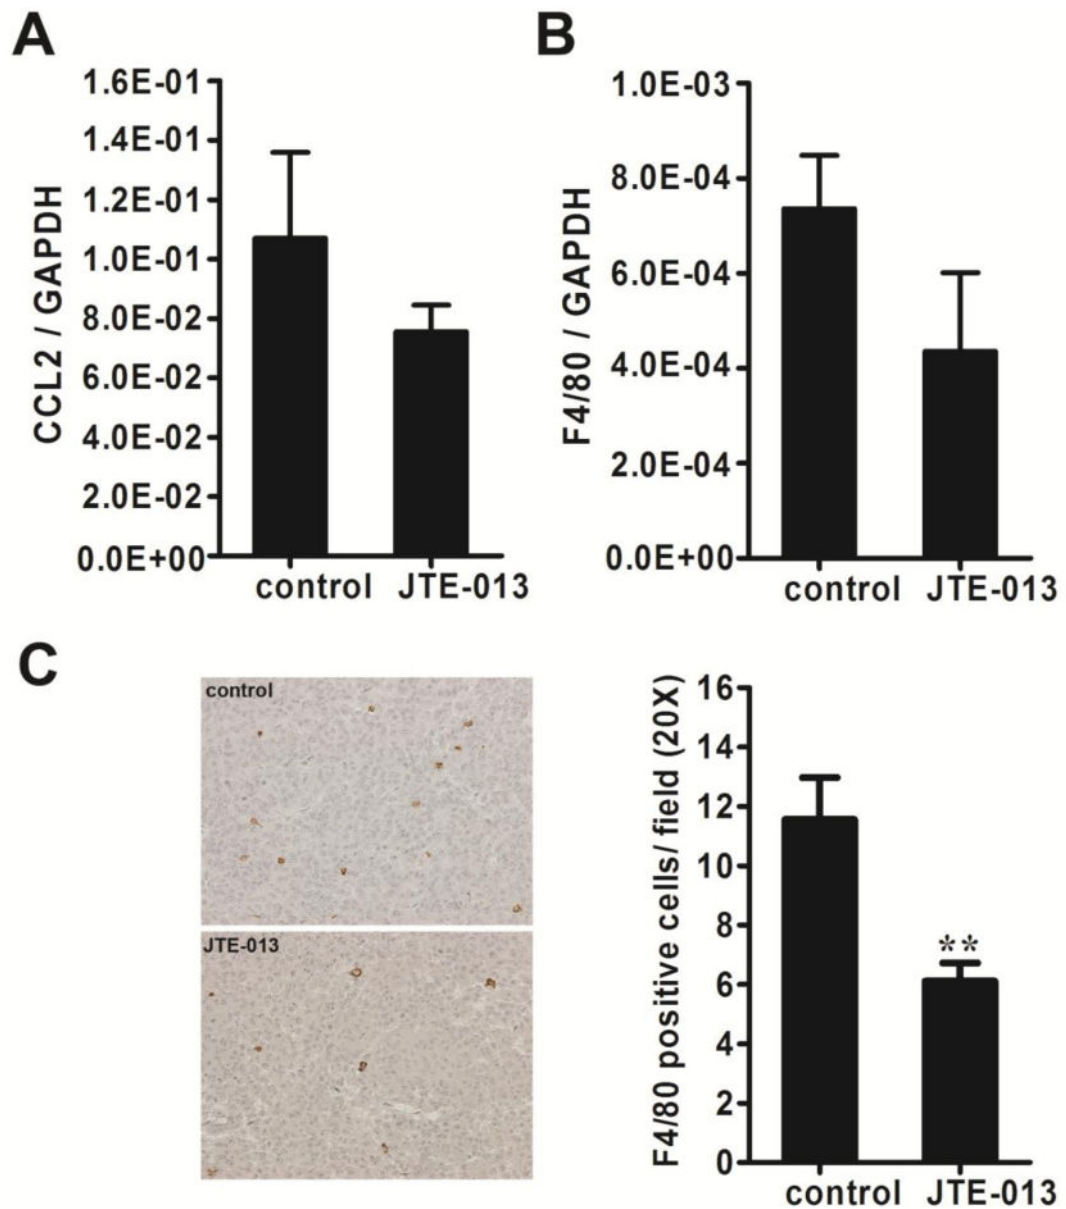 A
CCL2 / GAPDH
1.6E-01
1.4E-01
1.2E-01
1.0E-01
8.0E-02
6.0E-02
4.0E-02
2.0E-02
0.0E+00
control JTE-013
B
F4/80 / GAPDH
1.0E-03
8.0E-04
6.0E-04
4.0E-04
2.0E-04
0.0E+00
control JTE-013
C
control
JTE-013
F4/80 positive cells/ field (20X)
16
14
12
10
8
6
4
2
0
**
control JTE-013